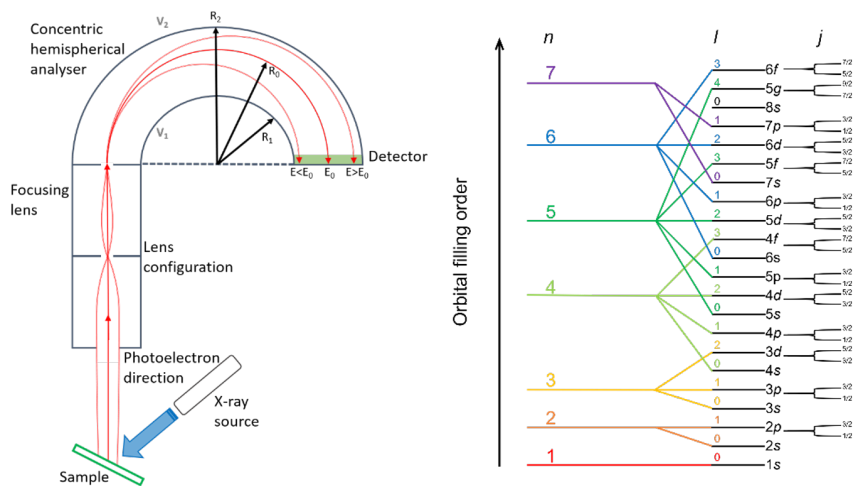 Concentric
hemispherical
analyser
V₂
R₂
R₀
V₁
R₁
Detector
E<E₀
E₀
E>E₀
Focusing
lens
Lens
configuration
Photoelectron
direction
X-ray
source
Sample
Orbital filling order
n
l
j
7
6
5
4
3
2
1
3 6f 7/2
5/2
4 5g 9/2
7/2
0 8s
1 7p 3/2
1/2
2 6d 5/2
3/2
3 5f 7/2
5/2
0 7s
1 6p 3/2
1/2
2 5d 5/2
3/2
3 4f 7/2
5/2
0 6s
1 5p 3/2
1/2
2 4d 5/2
3/2
0 5s
1 4p 3/2
1/2
2 3d 5/2
3/2
0 4s
1 3p 3/2
1/2
0 3s
1 2p 3/2
1/2
0 2s
0 1s